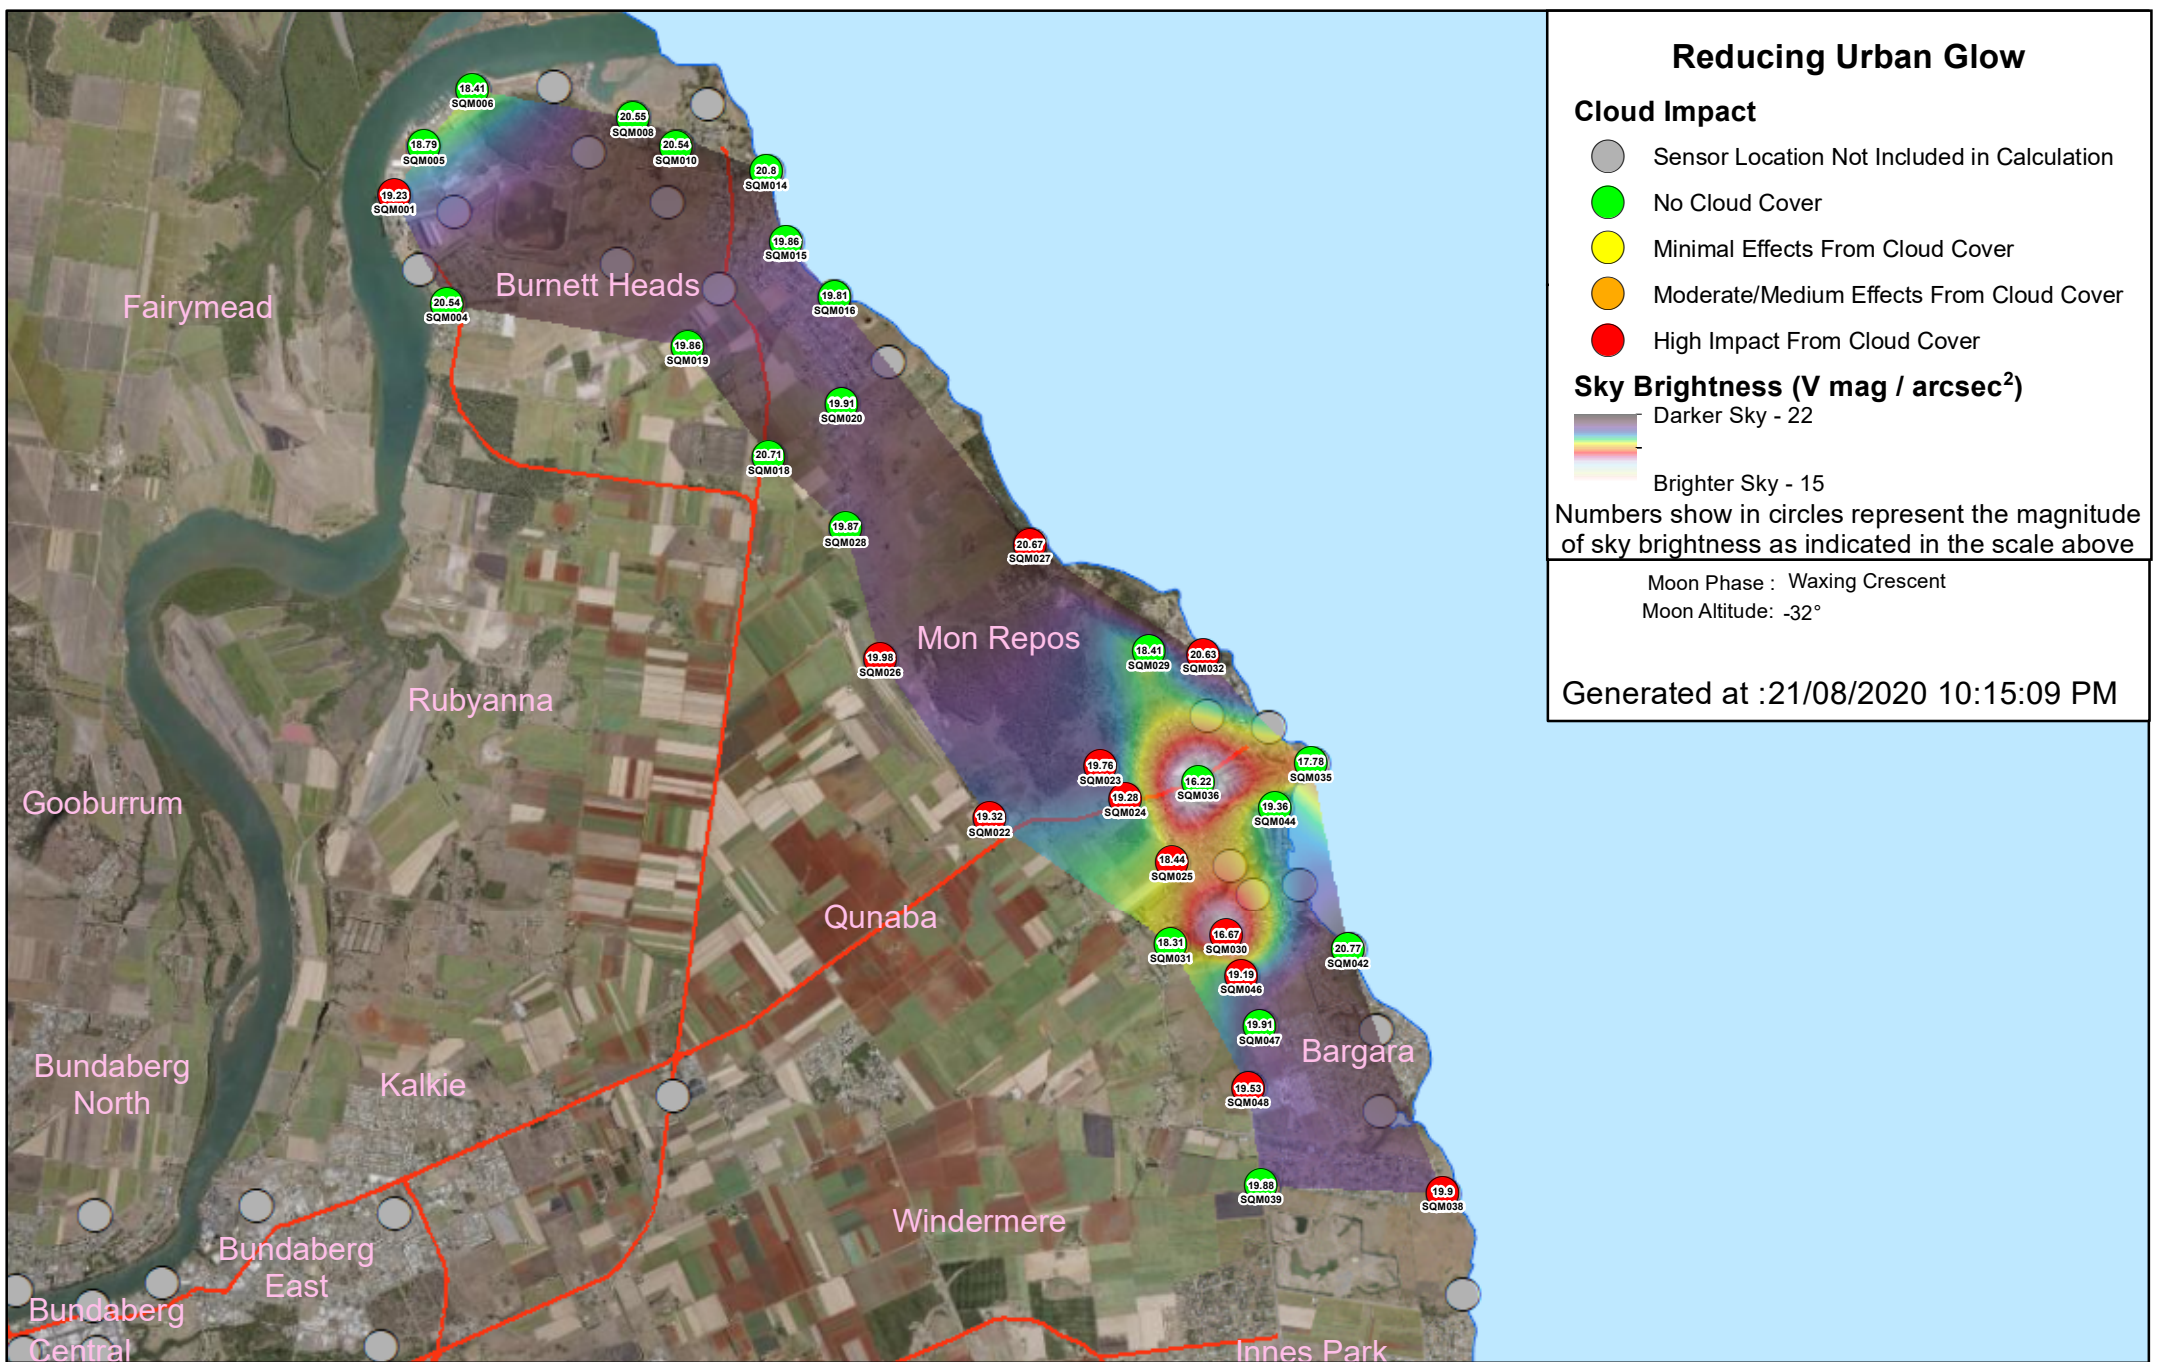 Reducing Urban Glow
Cloud Impact
Sensor Location Not Included in Calculation
No Cloud Cover
Minimal Effects From Cloud Cover
Moderate/Medium Effects From Cloud Cover
High Impact From Cloud Cover
Sky Brightness (V mag / arcsec²)
Darker Sky - 22
Brighter Sky - 15
Numbers show in circles represent the magnitude
of sky brightness as indicated in the scale above
Moon Phase : Waxing Crescent
Moon Altitude: -32°
Generated at :21/08/2020 10:15:09 PM
18.41
SQM006
20.55
SQM008
18.79
SQM005
20.54
SQM010
20.8
SQM014
19.23
SQM001
19.86
SQM015
Burnett Heads
Fairymead
20.54
SQM004
19.81
SQM016
19.86
SQM019
19.91
SQM020
20.71
SQM018
19.87
SQM028
20.67
SQM027
Mon Repos
19.98
SQM026
18.41
SQM029
20.63
SQM032
Rubyanna
19.76
SQM023
16.22
SQM036
17.78
SQM035
Gooburrum
19.28
SQM024
19.36
SQM044
19.32
SQM022
18.44
SQM025
Qunaba
18.31
SQM031
16.67
SQM030
20.77
SQM042
19.19
SQM046
19.91
SQM047
Bargara
Bundaberg
North
Kalkie
19.53
SQM048
19.88
SQM039
19.9
SQM038
Windermere
Bundaberg
East
Bundaberg
Central
Innes Park